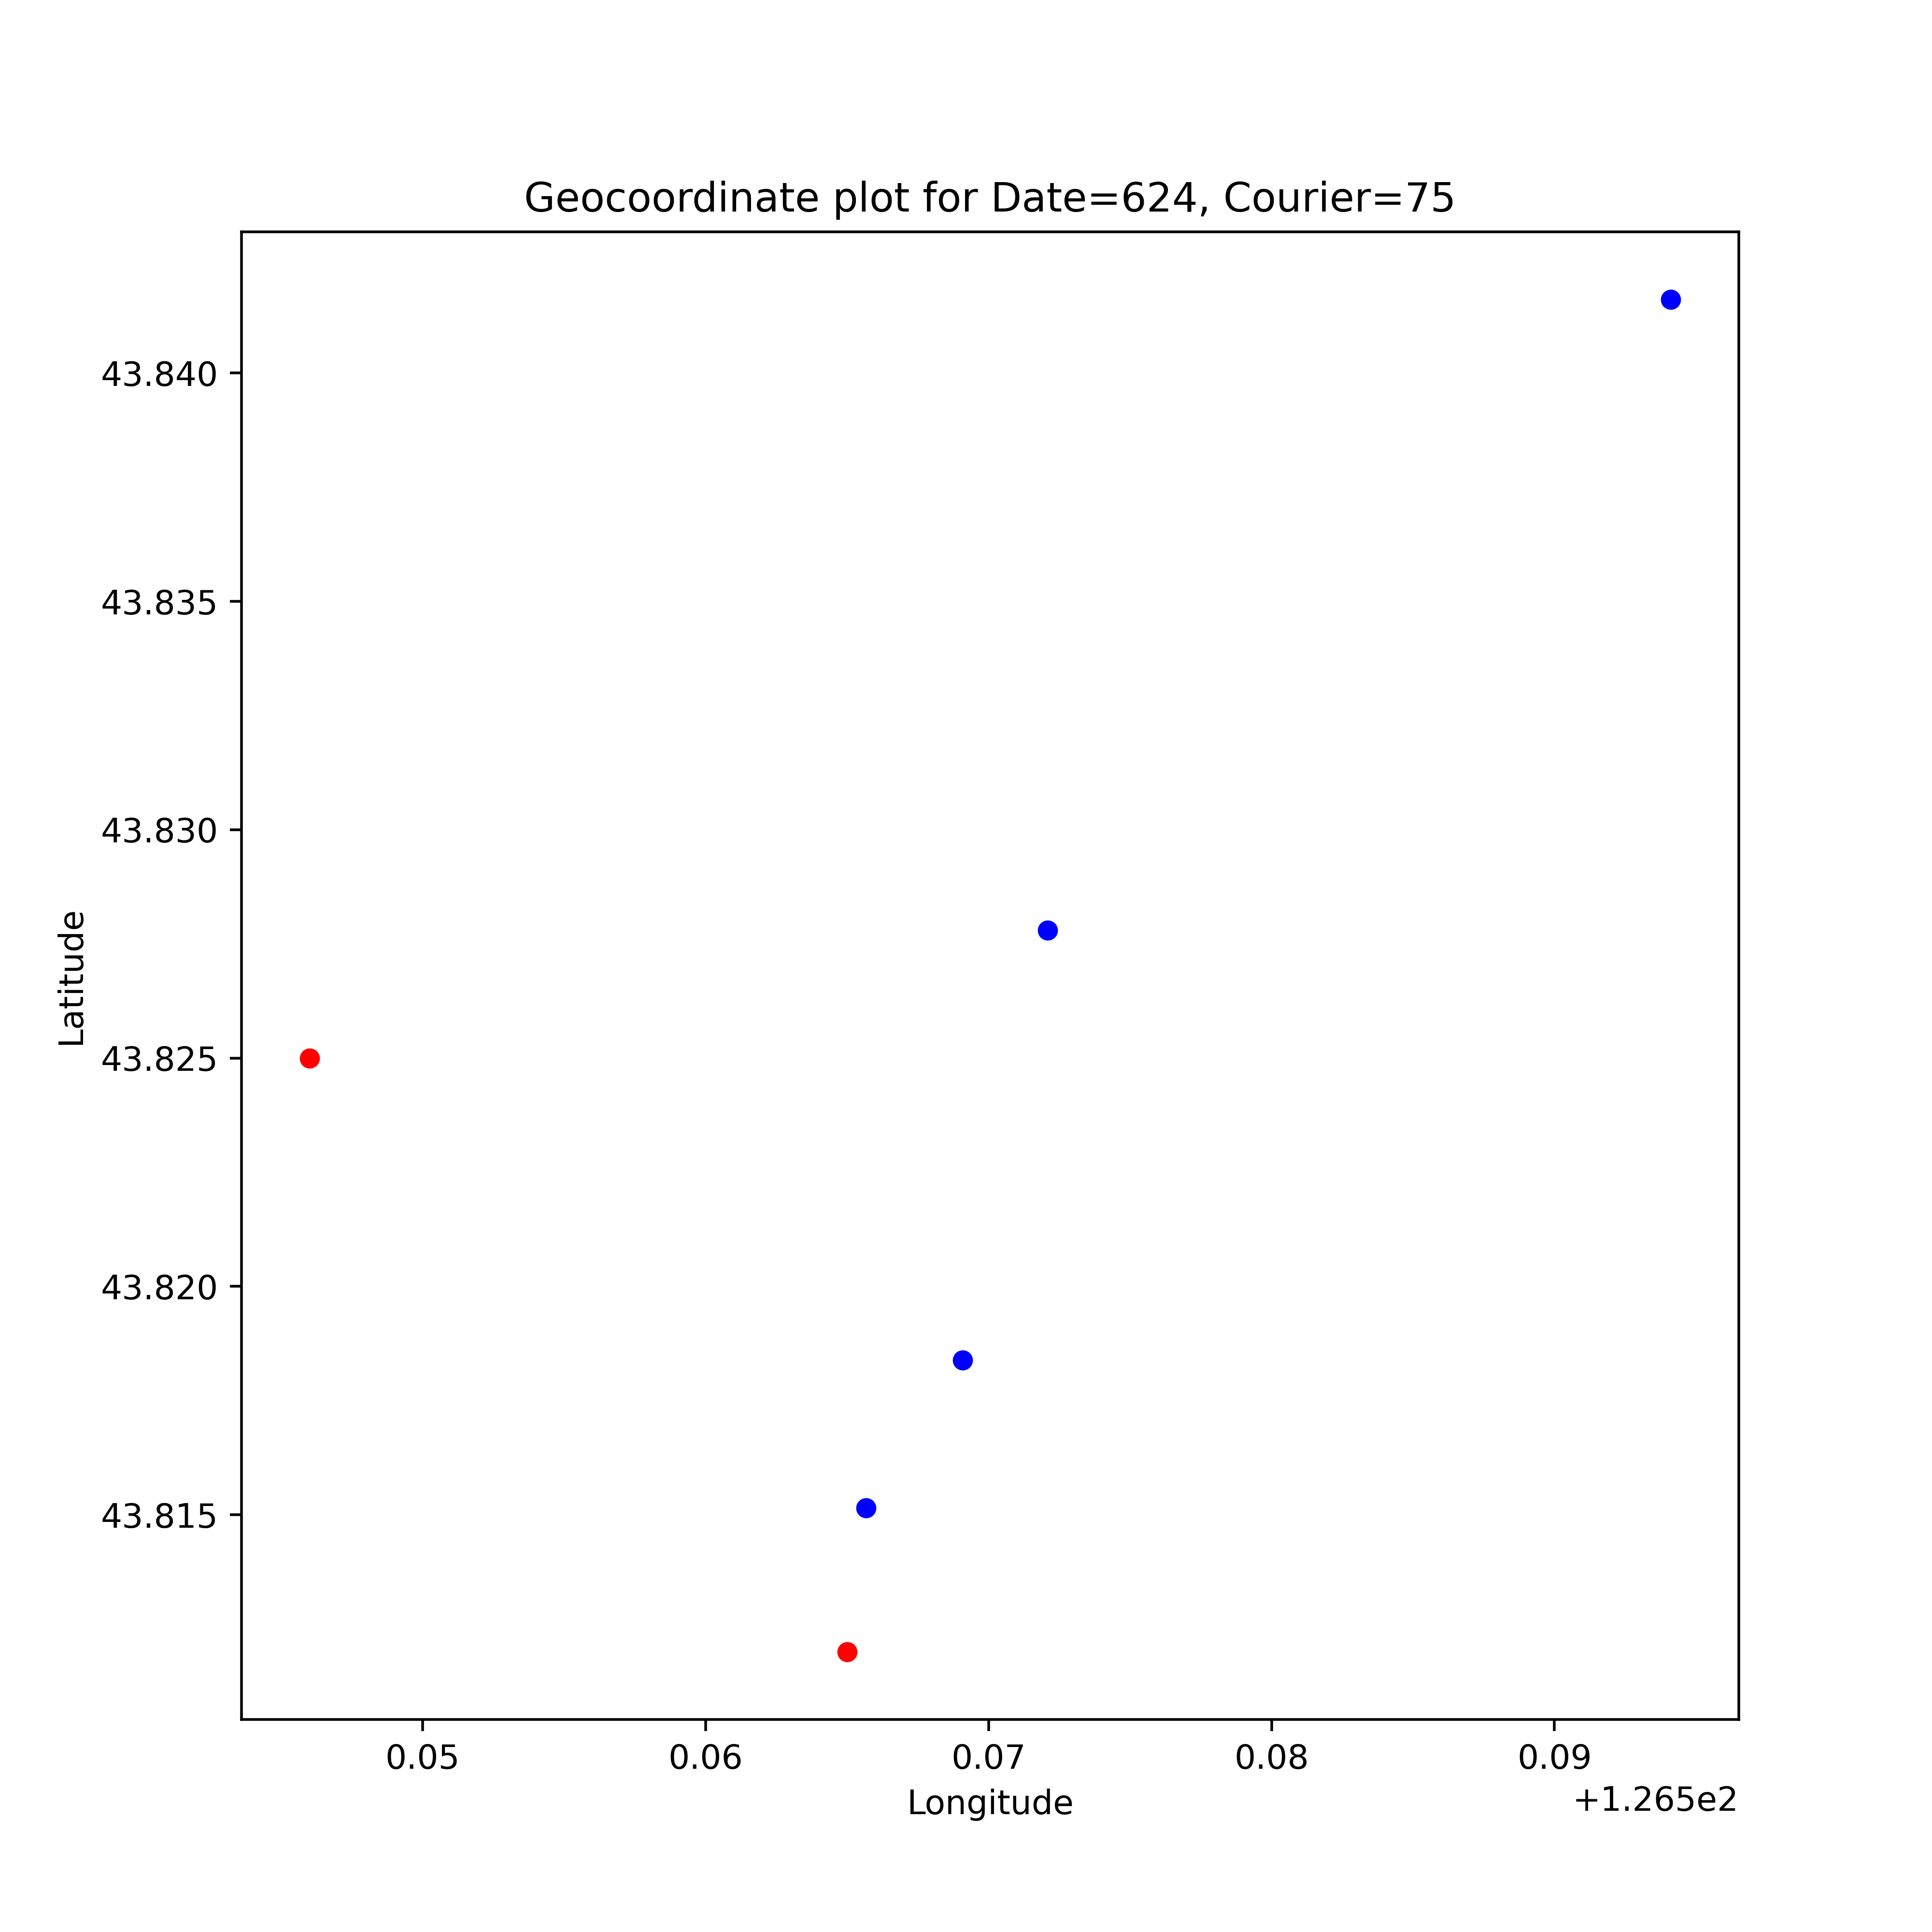 Geocoordinate plot for Date=624, Courier=75
43.840
43.835
43.830
43.825
43.820
43.815
Latitude
0.05 0.06 0.07 0.08 0.09
+1.265e2
Longitude